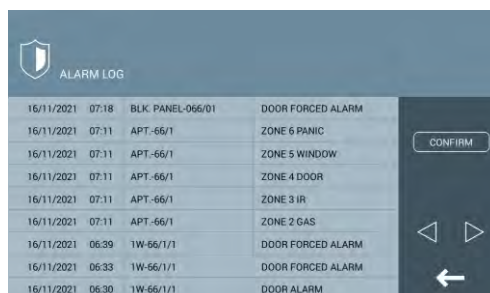 ALARM LOG
16/11/2021 07:18 BLK. PANEL-066/01 DOOR FORCED ALARM
16/11/2021 07:11 APT.-66/1 ZONE 6 PANIC
16/11/2021 07:11 APT.-66/1 ZONE 5 WINDOW
CONFIRM
16/11/2021 07:11 APT.-66/1 ZONE 4 DOOR
16/11/2021 07:11 APT.-66/1 ZONE 3 IR
16/11/2021 07:11 APT.-66/1 ZONE 2 GAS
16/11/2021 06:39 1W-66/1/1 DOOR FORCED ALARM
16/11/2021 06:33 1W-66/1/1 DOOR FORCED ALARM
16/11/2021 06:30 1W-66/1/1 DOOR ALARM